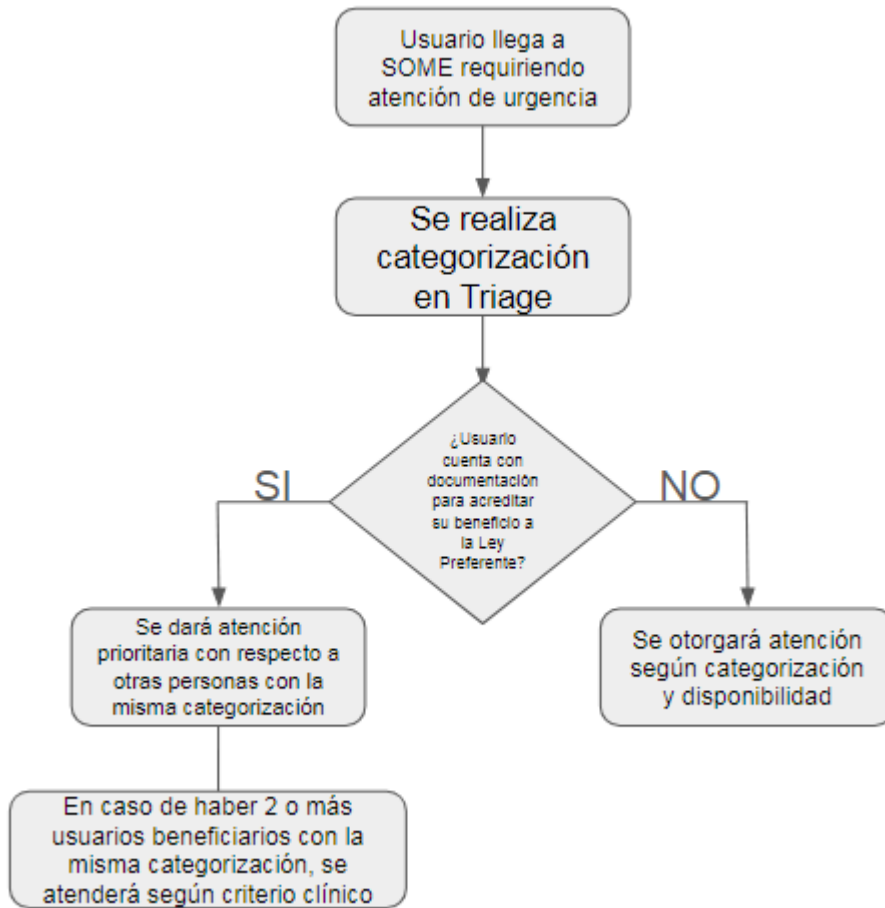 Usuario llega a
SOME requiriendo
atención de urgencia
Se realiza
categorización
en Triage
¿Usuario
cuenta con
documentación
para acreditar
su beneficio a
la Ley
Preferente?
SI
NO
Se dará atención
prioritaria con respecto a
otras personas con la
misma categorización
Se otorgará atención
según categorización
y disponibilidad
En caso de haber 2 o más
usuarios beneficiarios con la
misma categorización, se
atenderá según criterio clínico